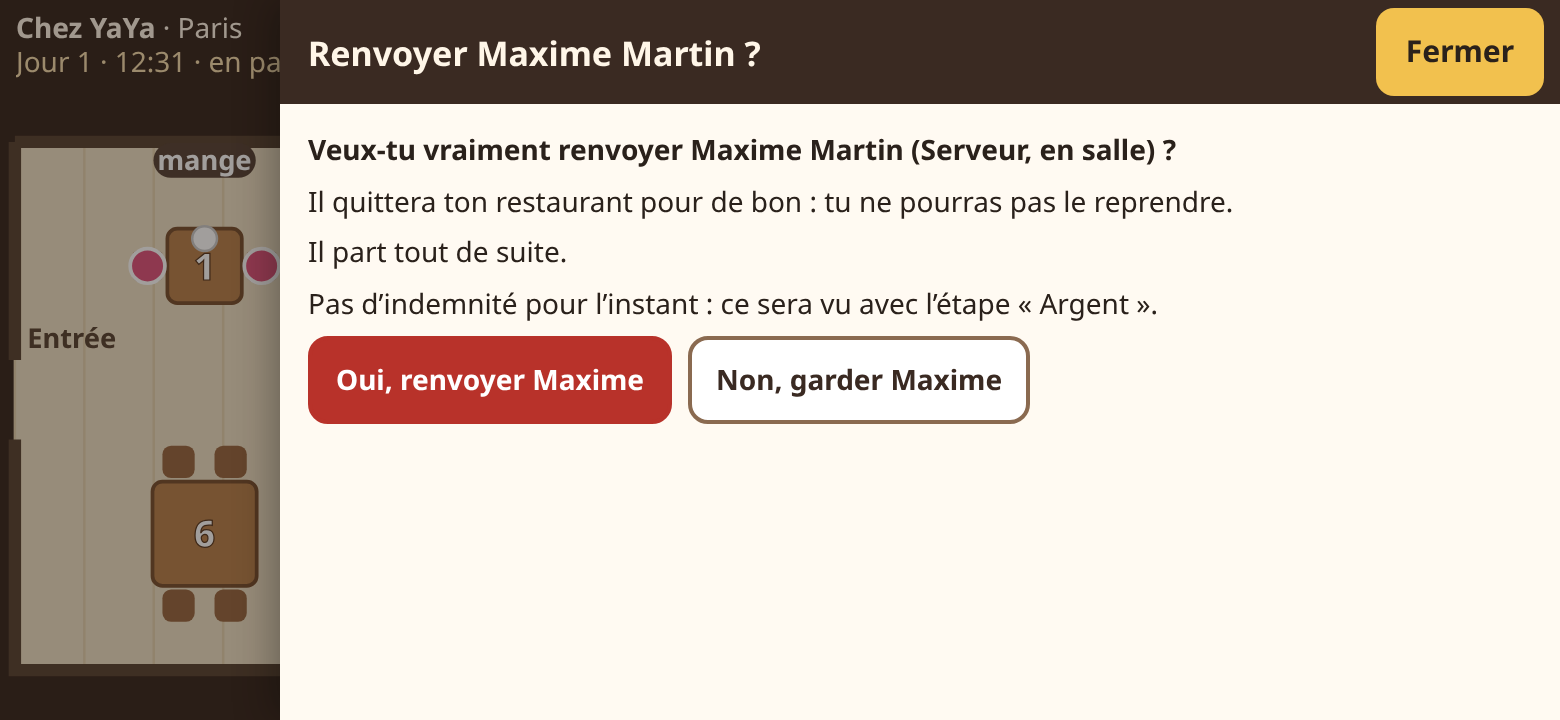 Chez YaYa · Paris
Jour 1 · 12:31 · en pa
mange
1
Entrée
6
Renvoyer Maxime Martin ?
Fermer
Veux-tu vraiment renvoyer Maxime Martin (Serveur, en salle) ?
Il quittera ton restaurant pour de bon : tu ne pourras pas le reprendre.
Il part tout de suite.
Pas d’indemnité pour l’instant : ce sera vu avec l’étape « Argent ».
Oui, renvoyer Maxime
Non, garder Maxime